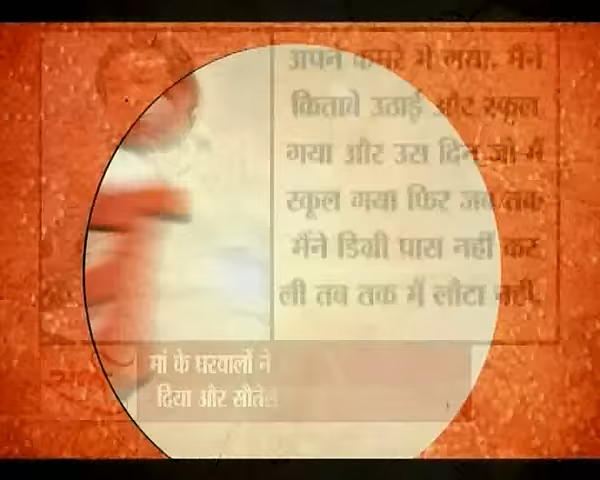 अपने कमरे में गया. मैंने
किताबें उठाई और स्कूल
गया और उस दिन जो मैं
स्कूल गया फिर जब तक
मैंने डिग्री पास नहीं कर
ली तब तक मैं लौटा नहीं.
मां के घरवालों ने
दिया और सौतेल